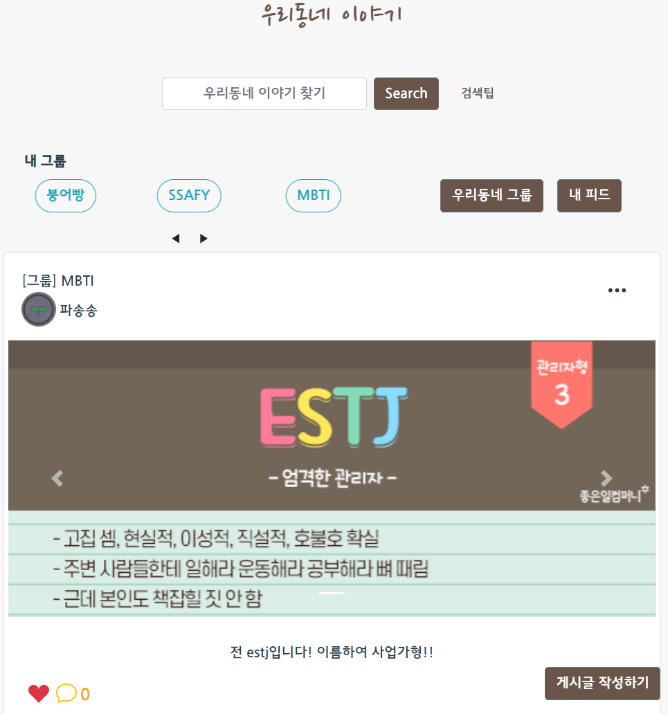 우리동네 이야기
우리동네 이야기 찾기 Search 검색팁
내 그룹
붕어빵 SSAFY MBTI 우리동네 그룹 내 피드
[그룹] MBTI
파송송
관리자형
3
ESTJ
- 엄격한 관리자 -
좋은일컴퍼니
- 고집 셈, 현실적, 이성적, 직설적, 호불호 확실
- 주변 사람들한테 일해라 운동해라 공부해라 뼈 때림
- 근데 본인도 책잡힐 짓 안 함
전 estj입니다! 이름하여 사업가형!!
게시글 작성하기
0